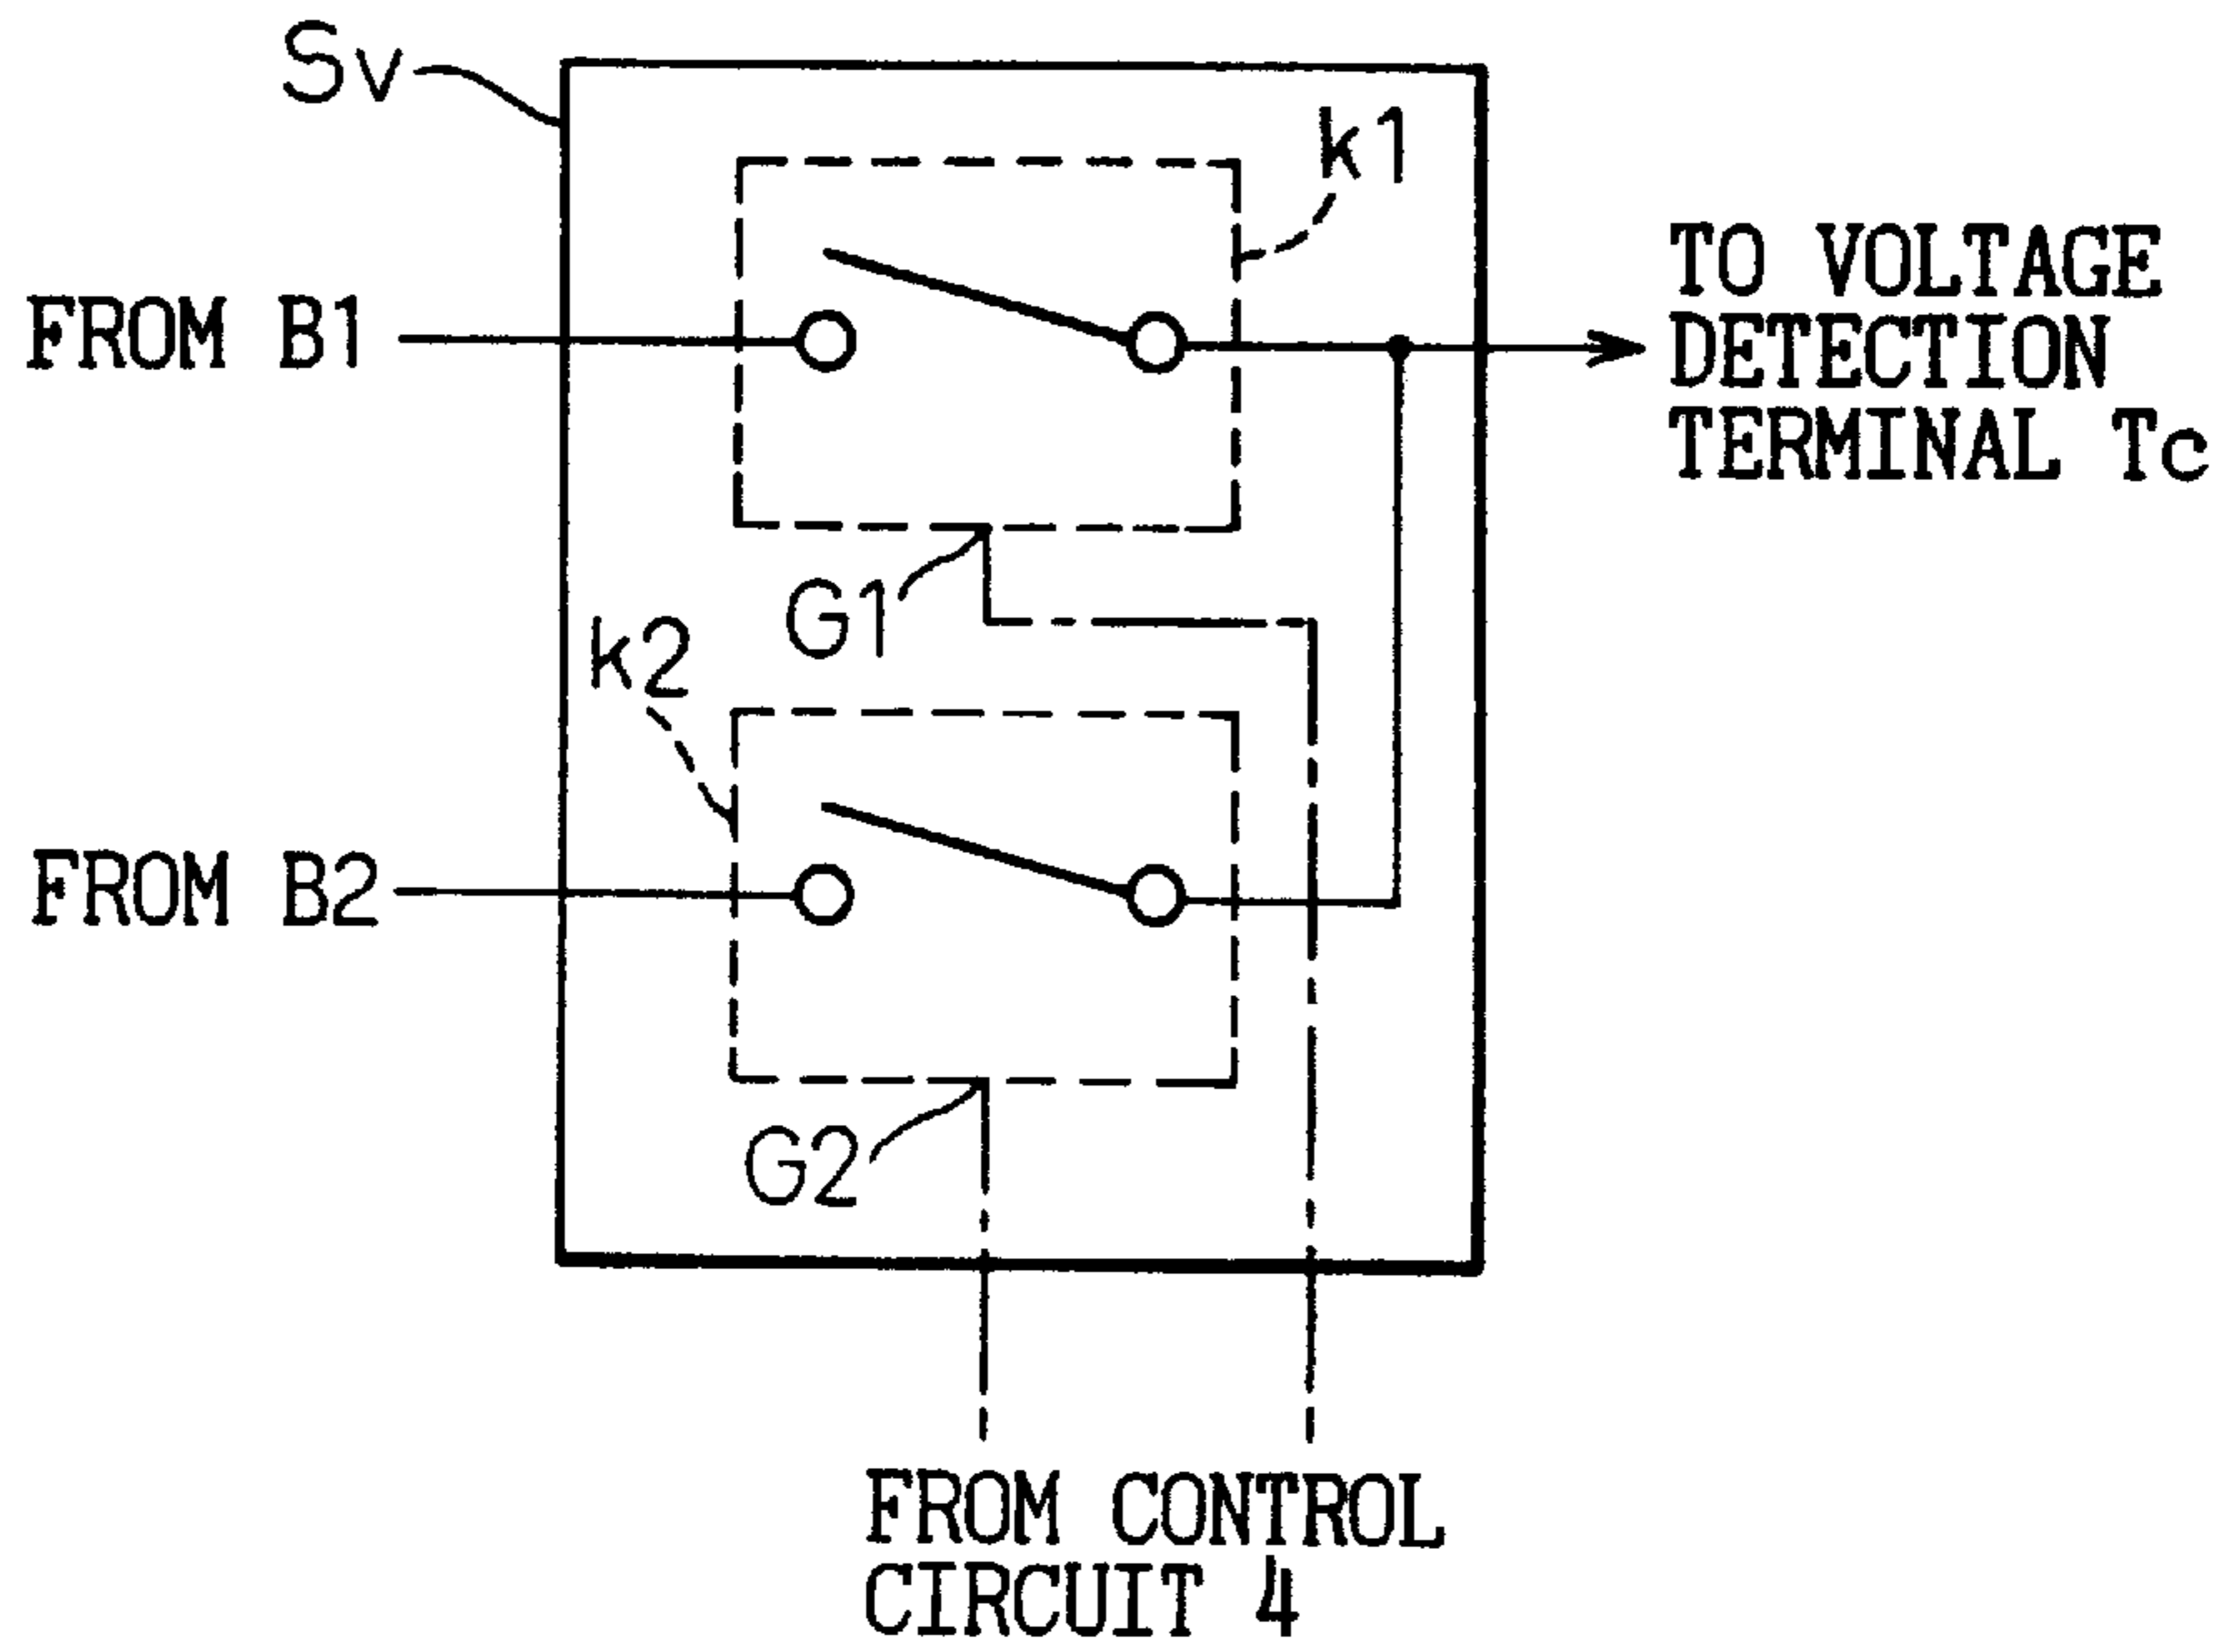 Sv
k1
TO VOLTAGE
DETECTION
TERMINAL Tc
FROM B1
G1
k2
FROM B2
G2
FROM CONTROL
CIRCUIT 4